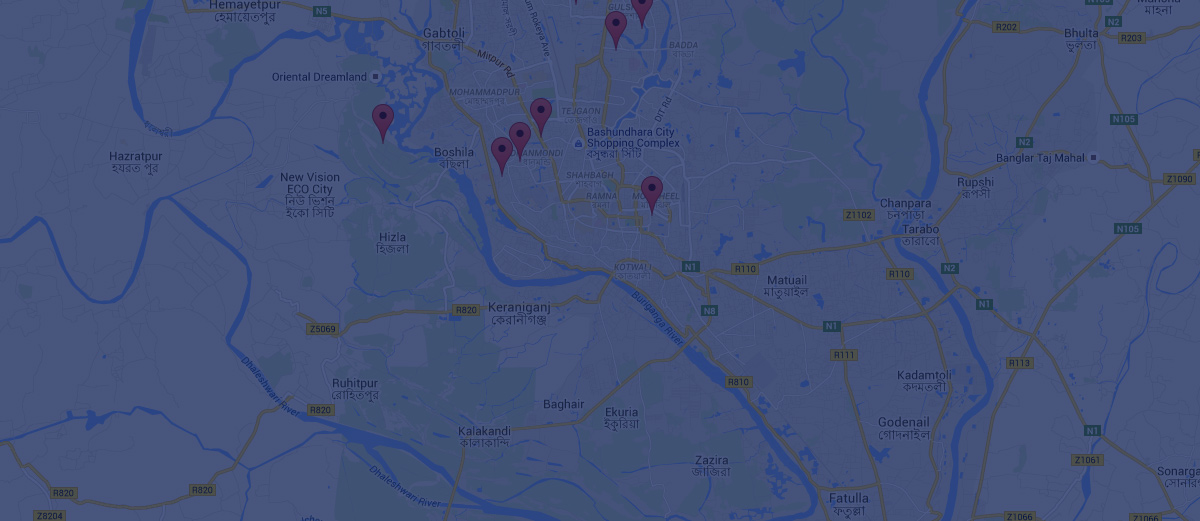 Hemayetpur
হেমায়েতপুর
N5
Gabtoli
গাবতলী
Mirpur Rd
Rokeya Ave
BADDA
R202
N2
R203
Bhulta
ভুলতা
Oriental Dreamland
MOHAMMADPUR
TEJGAON
DIT Rd
Bashundhara City
Shopping Complex
বসুন্ধরা সিটি
N105
N2
Hazratpur
হযরত পুর
Boshila
বছিলা
Banglar Taj Mahal
Z1090
New Vision
ECO City
নিউ ভিশন
ইকো সিটি
SHAHBAGH
RAMNA
Rupshi
রূপসী
Chanpara
চনপাড়া
Z1102
Tarabo
তারাবো
N105
Hizla
হিজলা
KOTWALI
N1
R110
R110
N2
Matuail
মাতুয়াইল
Keraniganj
কেরানীগঞ্জ
R820
Buriganga River
N8
N1
N1
Z5069
R111
R113
Dhaleshwari River
Ruhitpur
রোহিতপুর
R810
Kadamtoli
কদমতলী
R820
Baghair
Ekuria
ইকুরিয়া
Godenail
গোদনাইল
Kalakandi
কালাকান্দি
N1
Zazira
জাজিরা
Z1061
Dhaleshwari River
R820
R820
Fatulla
ফতুল্লা
Z8204
Z1066
Z1066